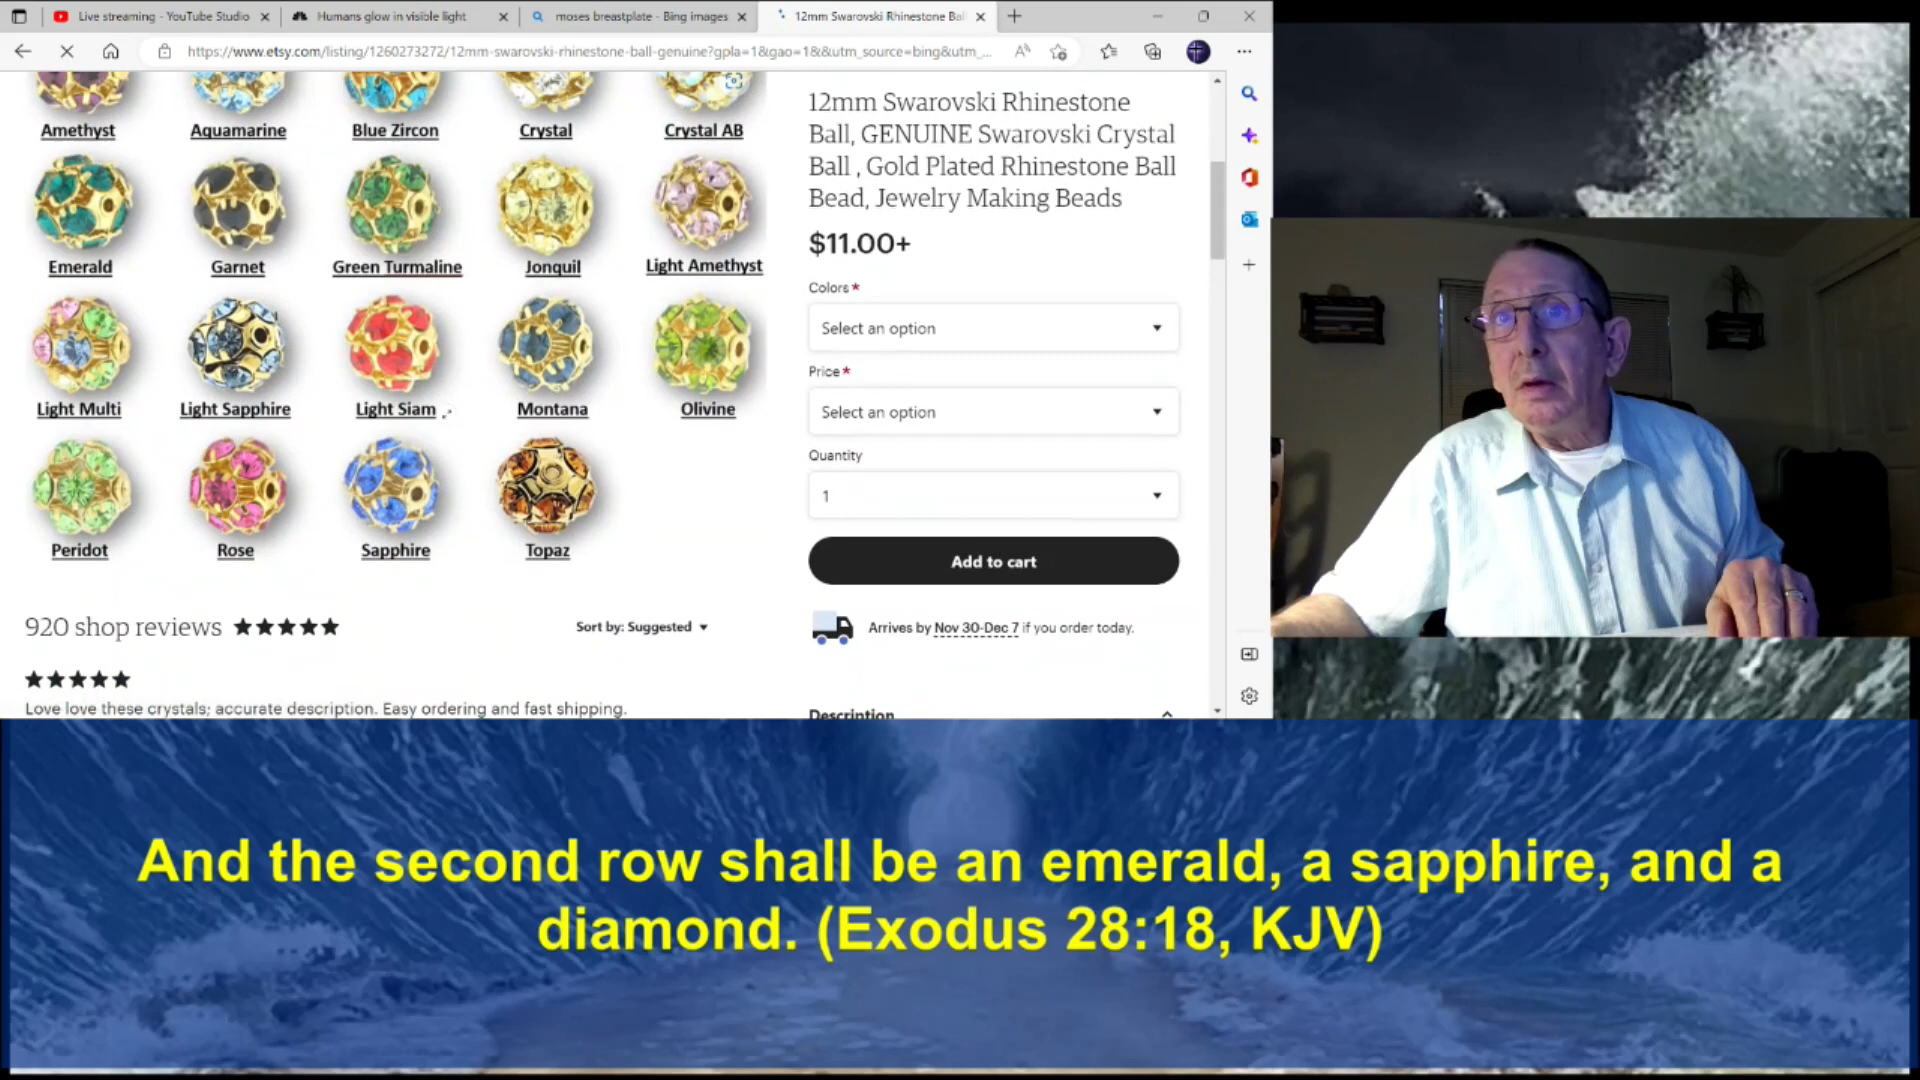 Live streaming - YouTube Studio
Humans glow in visible light
moses breastplate - Bing images
12mm Swarovski Rhinestone Bal
https://www.etsy.com/listing/1260273272/12mm-swarovski-rhinestone-ball-genuine?gpla=1&gao=1&&utm_source=bing&utm_...
Amethyst Aquamarine Blue Zircon Crystal Crystal AB
Emerald Garnet Green Turmaline Jonquil Light Amethyst
Light Multi Light Sapphire Light Siam Montana Olivine
Peridot Rose Sapphire Topaz
920 shop reviews ★★★★★
Sort by: Suggested
★★★★★
Love love these crystals; accurate description. Easy ordering and fast shipping.
12mm Swarovski Rhinestone
Ball, GENUINE Swarovski Crystal
Ball , Gold Plated Rhinestone Ball
Bead, Jewelry Making Beads
$11.00+
Colors *
Select an option
Price *
Select an option
Quantity
1
Add to cart
Arrives by Nov 30-Dec 7 if you order today.
Description
And the second row shall be an emerald, a sapphire, and a
diamond. (Exodus 28:18, KJV)